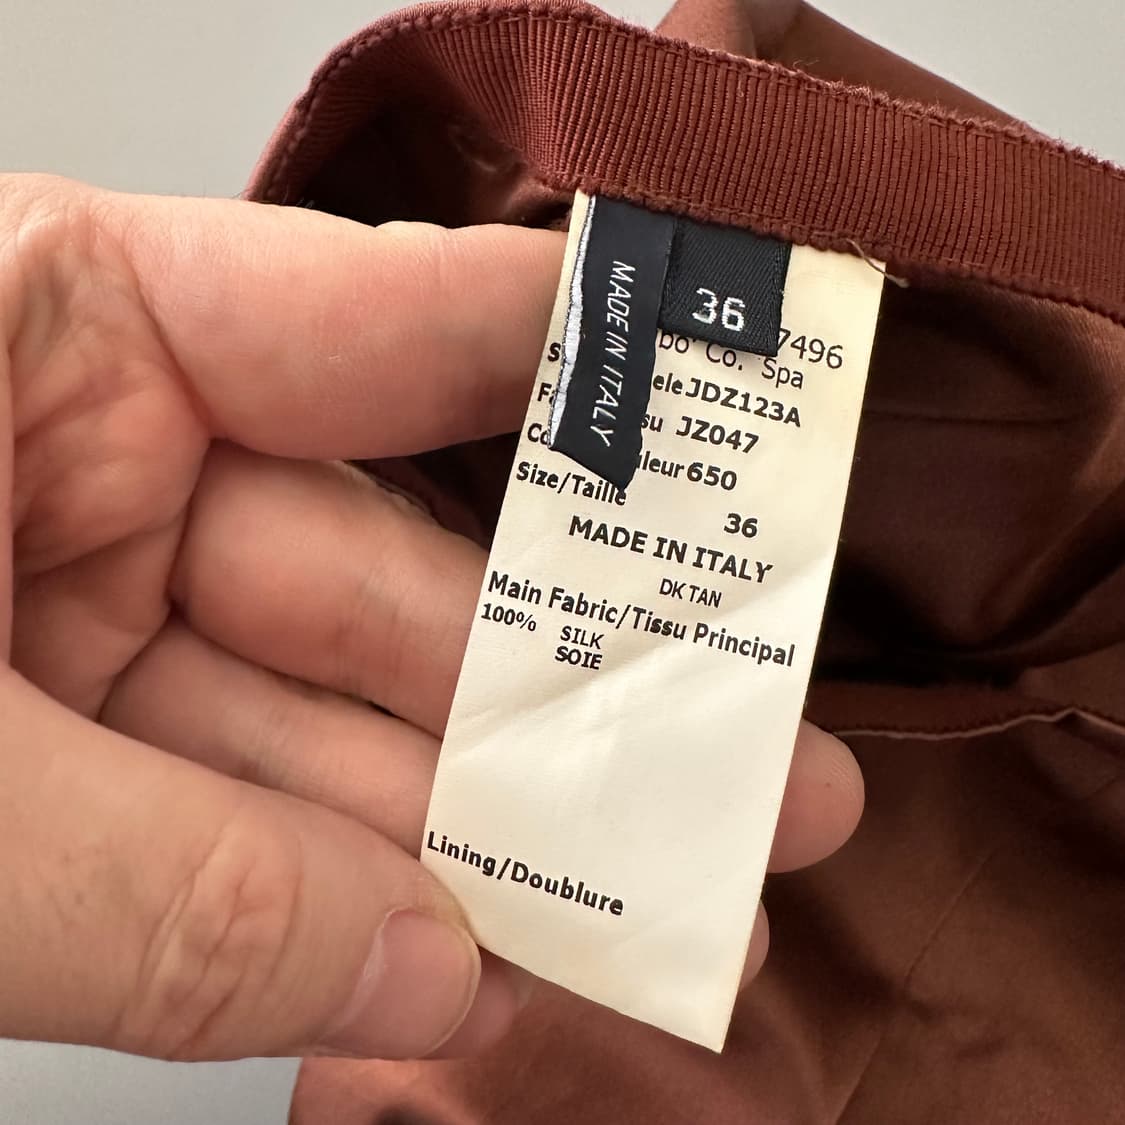 MADE IN ITALY
36
7496
Co. Spa
JDZ123A
JZ047
650
Size/Taille
36
MADE IN ITALY
DK TAN
Main Fabric/Tissu Principal
100% SILK
SOIE
Lining/Doublure